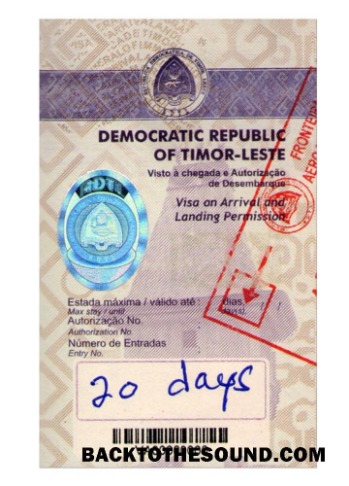 DEMOCRATIC REPUBLIC
OF TIMOR-LESTE
Visto à chegada e Autorização
de Desembarque
Visa on Arrival and
Landing Permission
FRONTEIRA
Estada máxima / válido até dias
Max stay / until days
Autorização No.
Authorization No.
Número de Entradas
Entry No.
20 days
BACKTOTHESOUND.COM